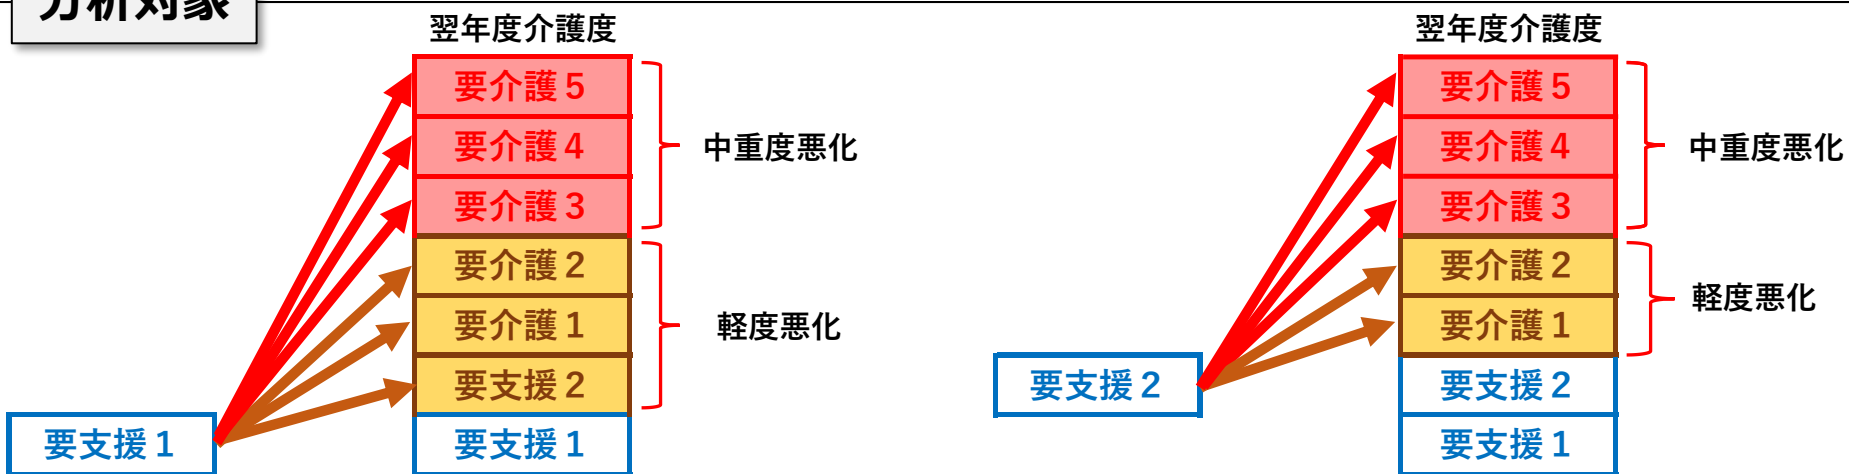 分析対象
翌年度介護度
要介護５
要介護４
要介護３
要介護２
要介護１
要支援２
要支援１
中重度悪化
軽度悪化
要支援１
翌年度介護度
要介護５
要介護４
要介護３
要介護２
要介護１
要支援２
要支援１
中重度悪化
軽度悪化
要支援２